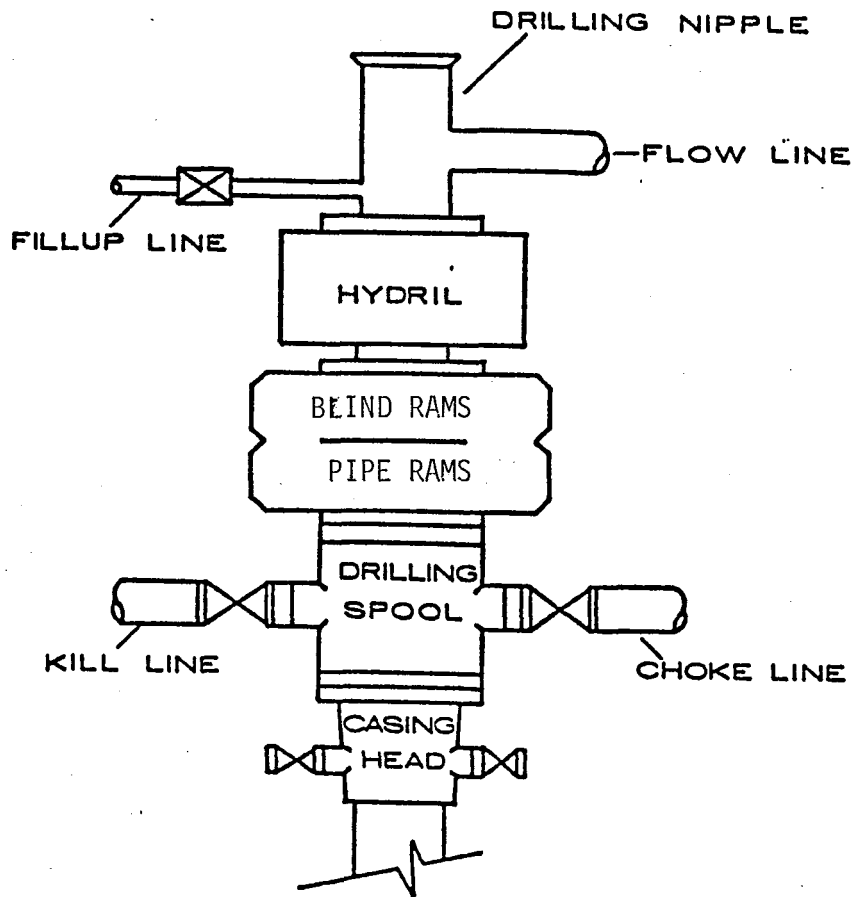 DRILLING NIPPLE
FLOW LINE
FILLUP LINE
HYDRIL
BLIND RAMS
PIPE RAMS
DRILLING
SPOOL
KILL LINE
CHOKE LINE
CASING
HEAD